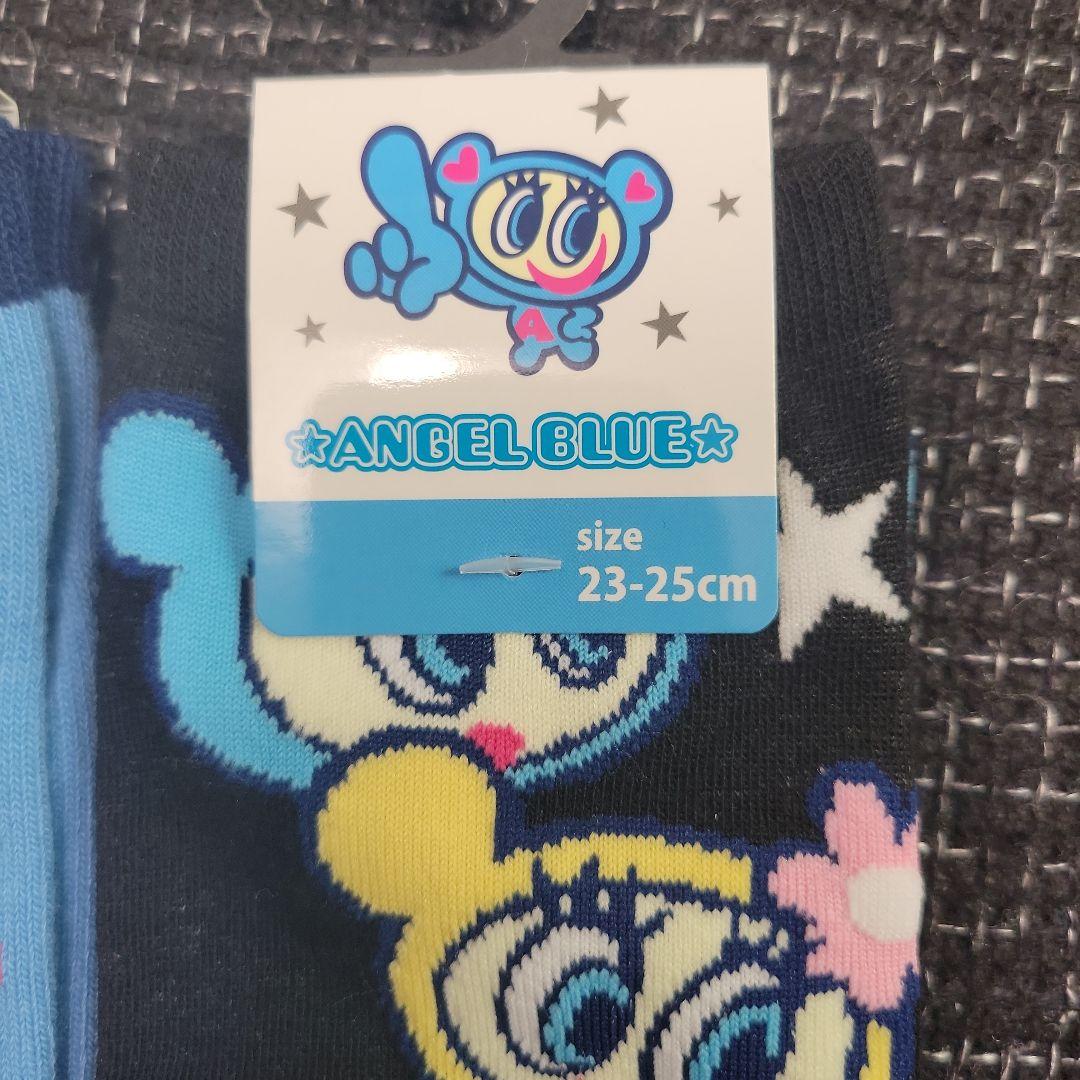 A
☆ANGEL BLUE☆
size
23-25cm